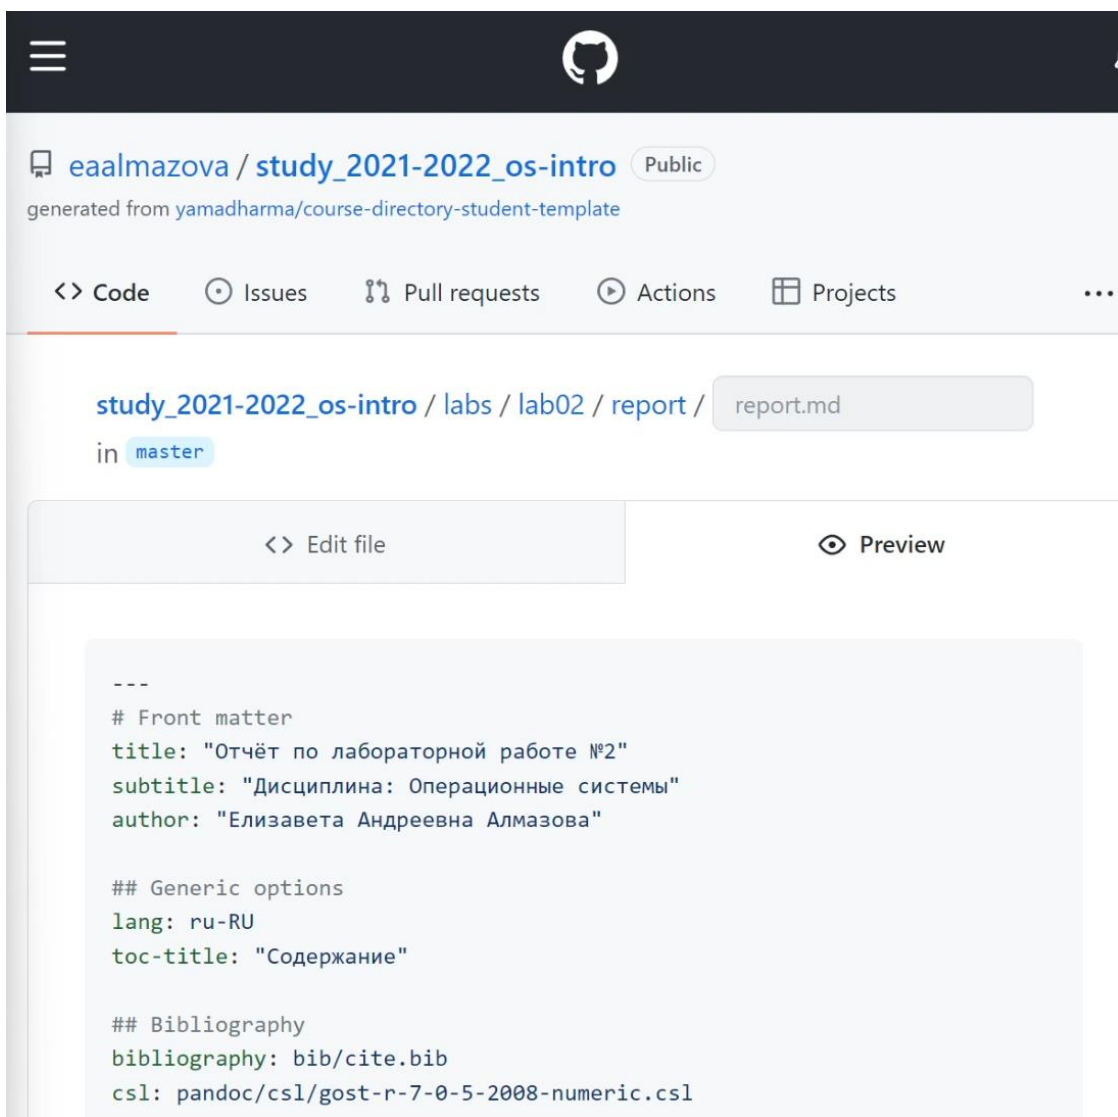 eaalmazova / study_2021-2022_os-intro Public
generated from yamadharma/course-directory-student-template
<> Code Issues Pull requests Actions Projects ...
study_2021-2022_os-intro / labs / lab02 / report / report.md
in master
<> Edit file Preview
---
# Front matter
title: "Отчёт по лабораторной работе №2"
subtitle: "Дисциплина: Операционные системы"
author: "Елизавета Андреевна Алмазова"
## Generic options
lang: ru-RU
toc-title: "Содержание"
## Bibliography
bibliography: bib/cite.bib
csl: pandoc/csl/gost-r-7-0-5-2008-numeric.csl